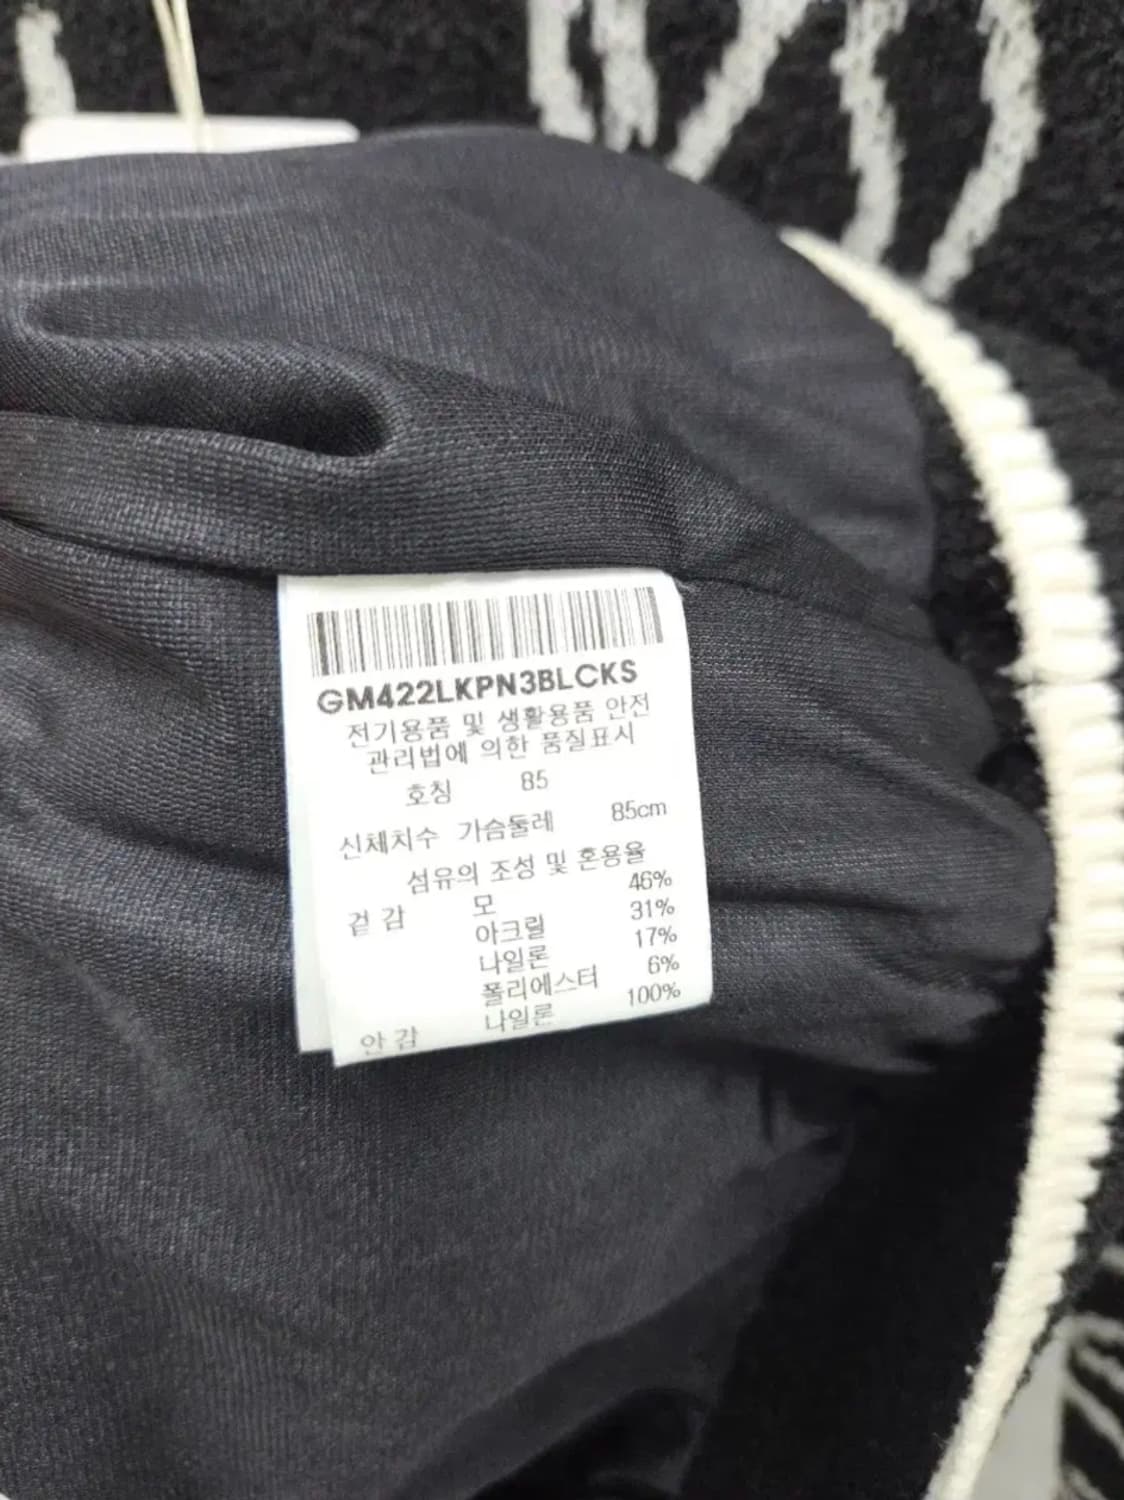 GM422LKPN3BLCKS
전기용품 및 생활용품 안전
관리법에 의한 품질표시
호칭 85
신체치수 가슴둘레 85cm
섬유의 조성 및 혼용율
겉감 모 46%
아크릴 31%
나일론 17%
폴리에스터 6%
안감 나일론 100%